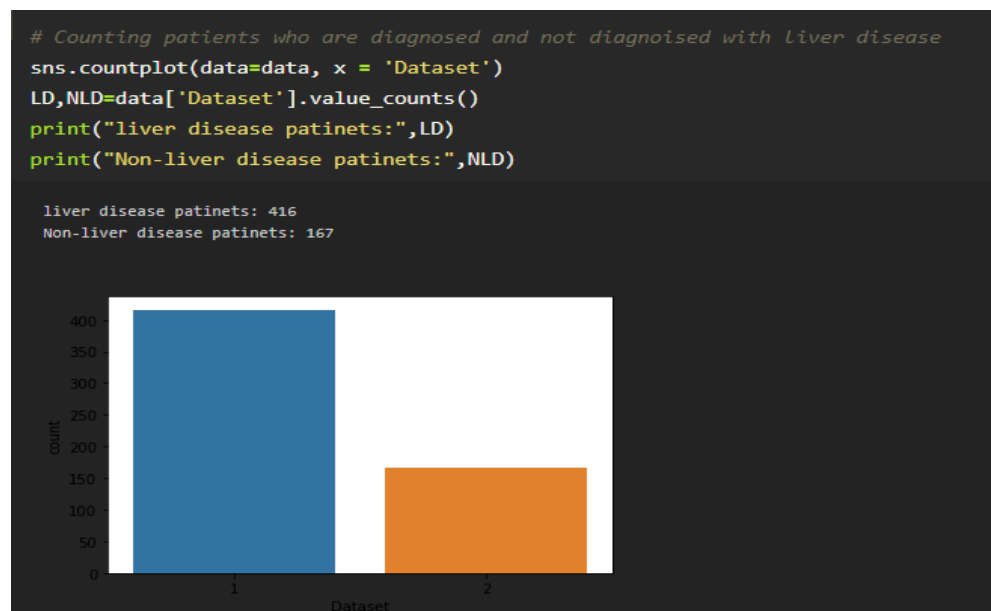 # Counting patients who are diagnosed and not diagnoised with liver disease
sns.countplot(data=data, x = 'Dataset')
LD,NLD=data['Dataset'].value_counts()
print("liver disease patinets:",LD)
print("Non-liver disease patinets:",NLD)
liver disease patinets: 416
Non-liver disease patinets: 167
400
350
300
250
200
150
100
50
0
count
1 2
Dataset